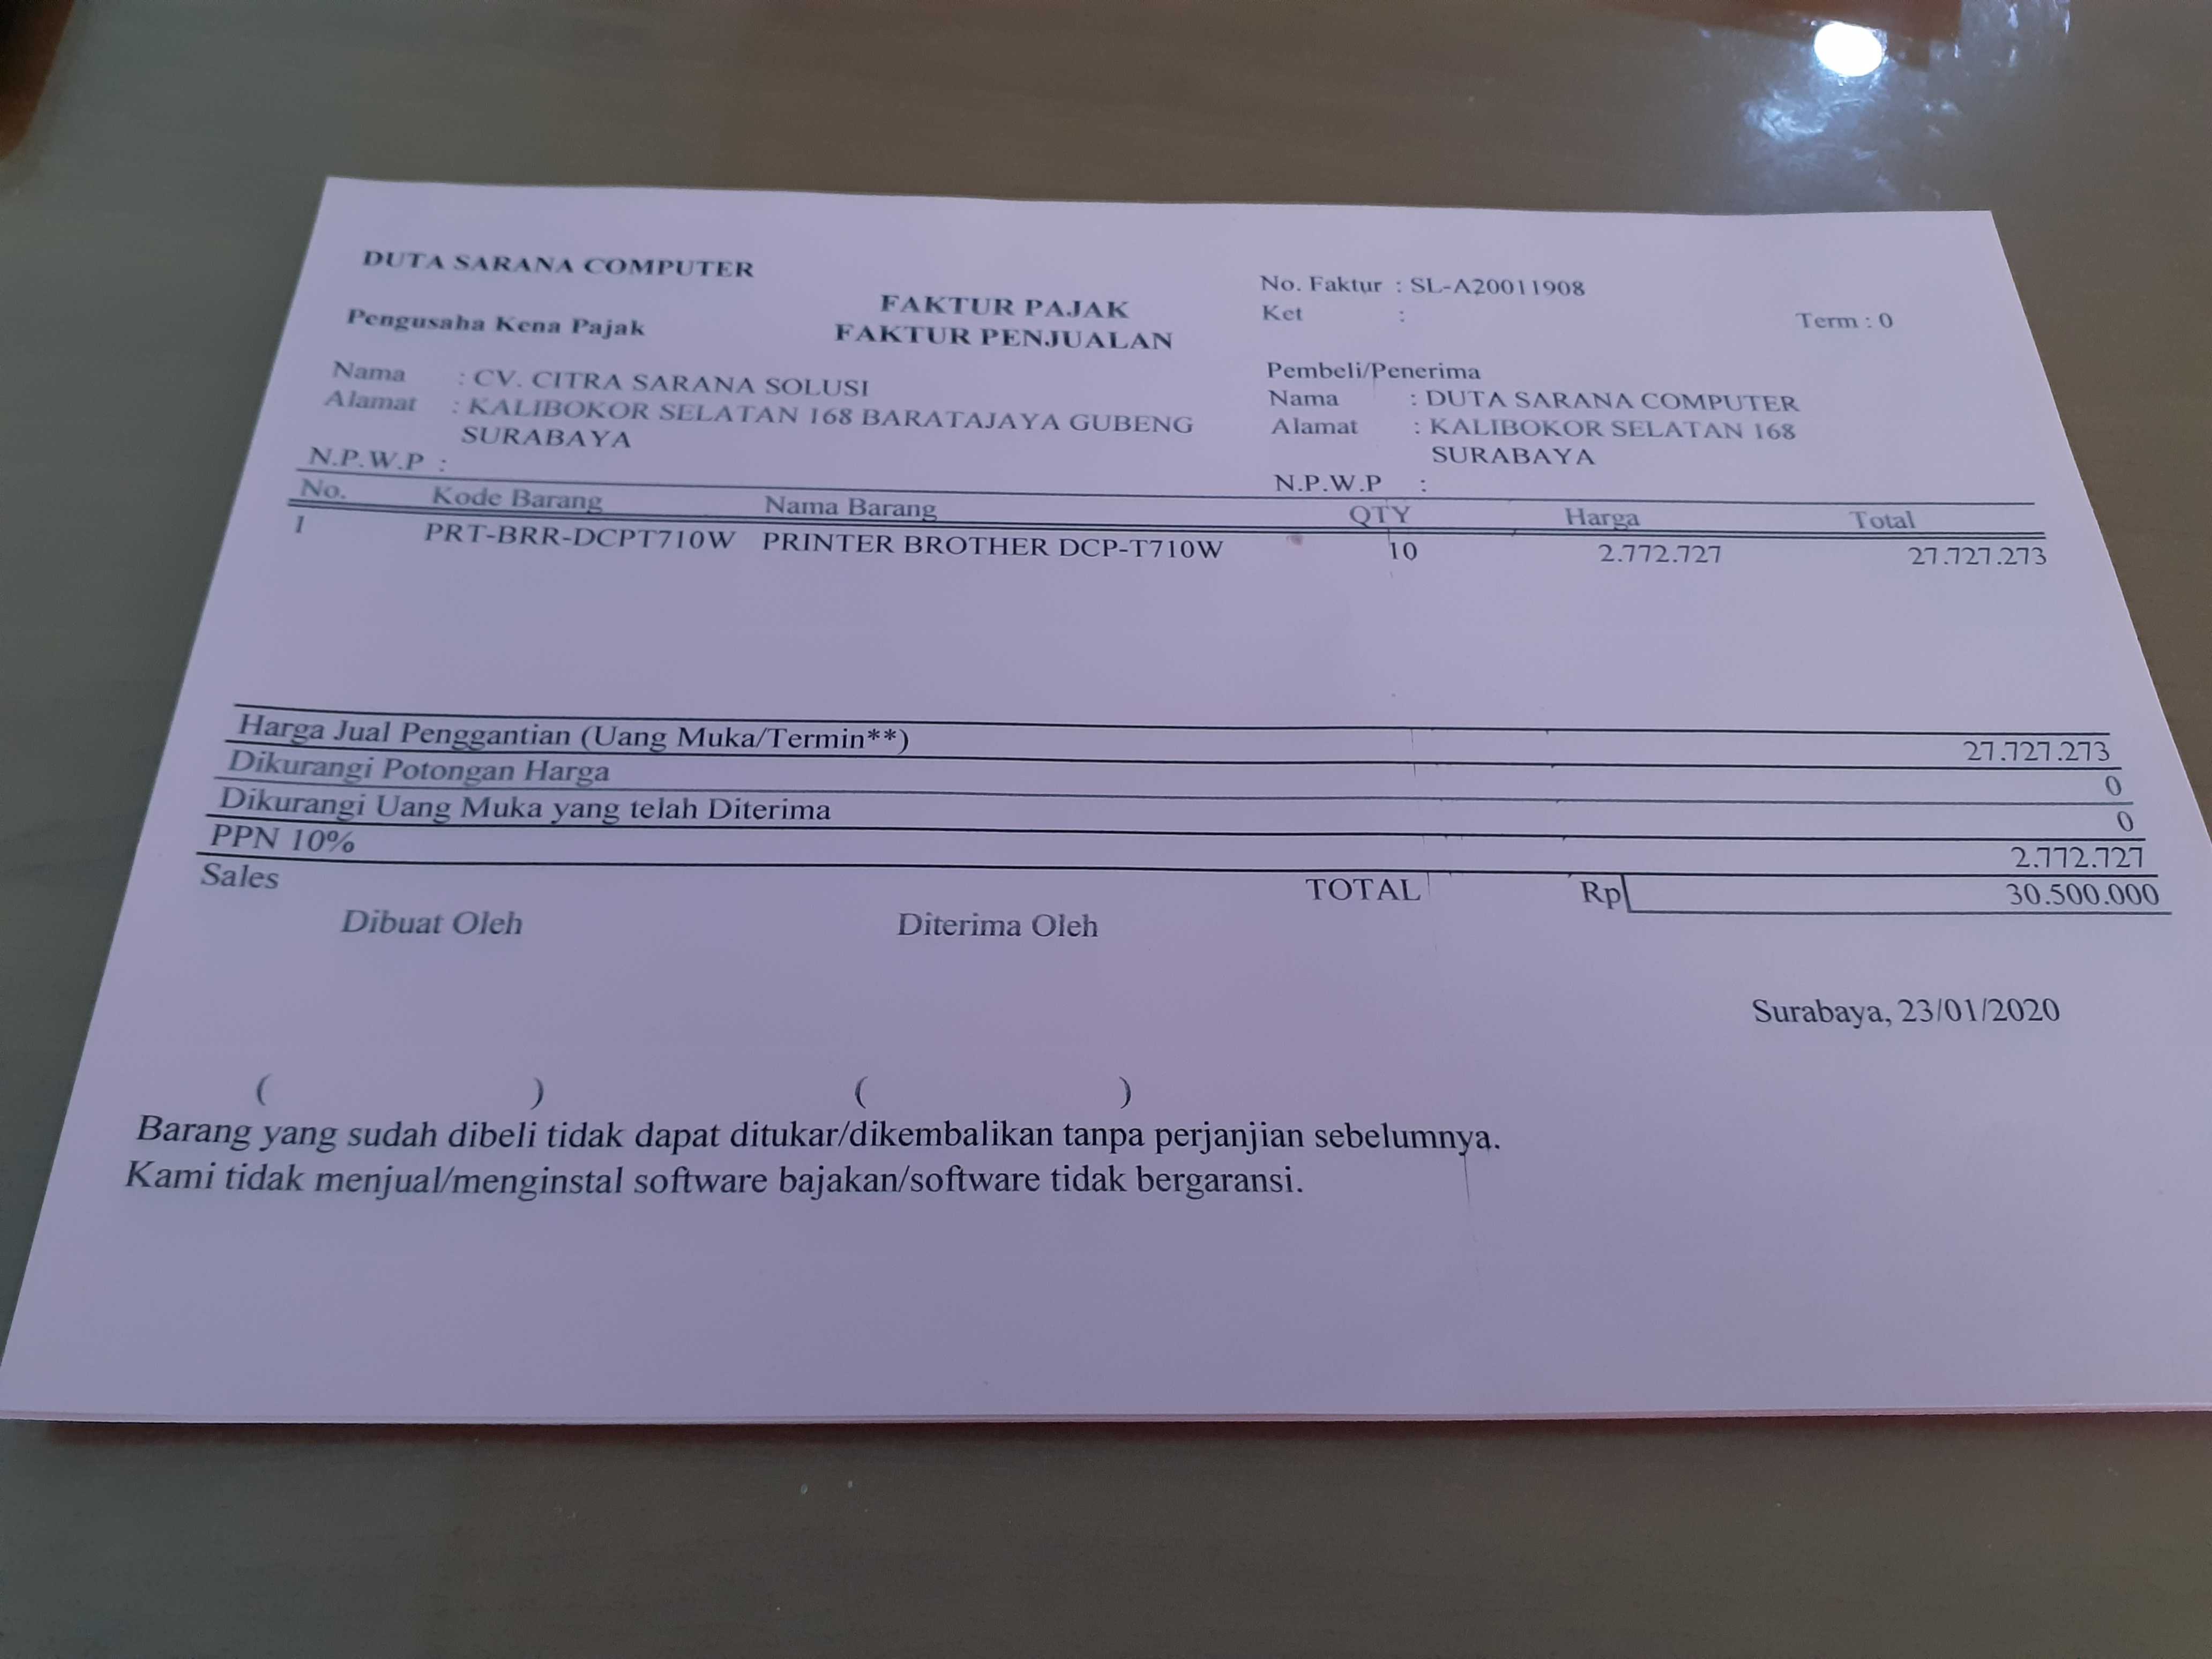 DUTA SARANA COMPUTER
FAKTUR PAJAK
FAKTUR PENJUALAN
No. Faktur : SL-A20011908
Ket :
Term : 0
Pengusaha Kena Pajak
Nama : CV. CITRA SARANA SOLUSI
Alamat : KALIBOKOR SELATAN 168 BARATAJAYA GUBENG
SURABAYA
N.P.W.P :
Pembeli/Penerima
Nama : DUTA SARANA COMPUTER
Alamat : KALIBOKOR SELATAN 168
SURABAYA
N.P.W.P :
No. Kode Barang Nama Barang QTY Harga Total
1 PRT-BRR-DCPT710W PRINTER BROTHER DCP-T710W 10 2.772.727 27.727.273
Harga Jual Penggantian (Uang Muka/Termin**) 27.727.273
Dikurangi Potongan Harga 0
Dikurangi Uang Muka yang telah Diterima 0
PPN 10% 2.772.727
Sales TOTAL Rp 30.500.000
Dibuat Oleh Diterima Oleh
Surabaya, 23/01/2020
( ) ( )
Barang yang sudah dibeli tidak dapat ditukar/dikembalikan tanpa perjanjian sebelumnya.
Kami tidak menjual/menginstal software bajakan/software tidak bergaransi.